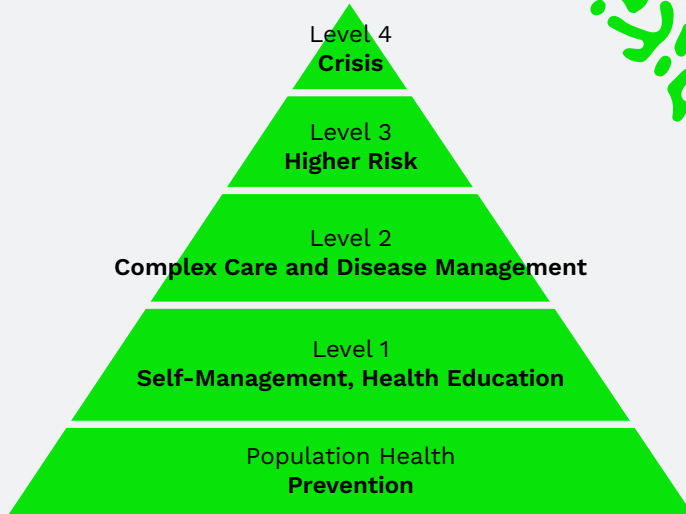 Level 4
Crisis
Level 3
Higher Risk
Level 2
Complex Care and Disease Management
Level 1
Self-Management, Health Education
Population Health
Prevention